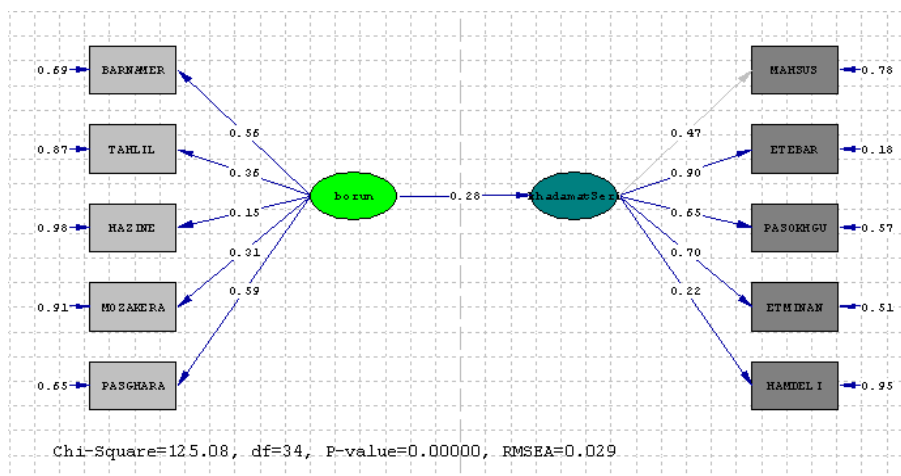 0.69 BARNAMER MAHSUS 0.78
0.56 0.47
0.87 TAHLIL ETEBAR 0.18
0.36 0.90
borun 0.28 khadamatSeri
0.98 HAZINE 0.15 0.65 PASOKHGU 0.57
0.31 0.70
0.91 MOZAKERA 0.59 0.22 ETMINAN 0.51
0.65 PASGHARA HAMDELI 0.95
Chi-Square=125.08, df=34, P-value=0.00000, RMSEA=0.029